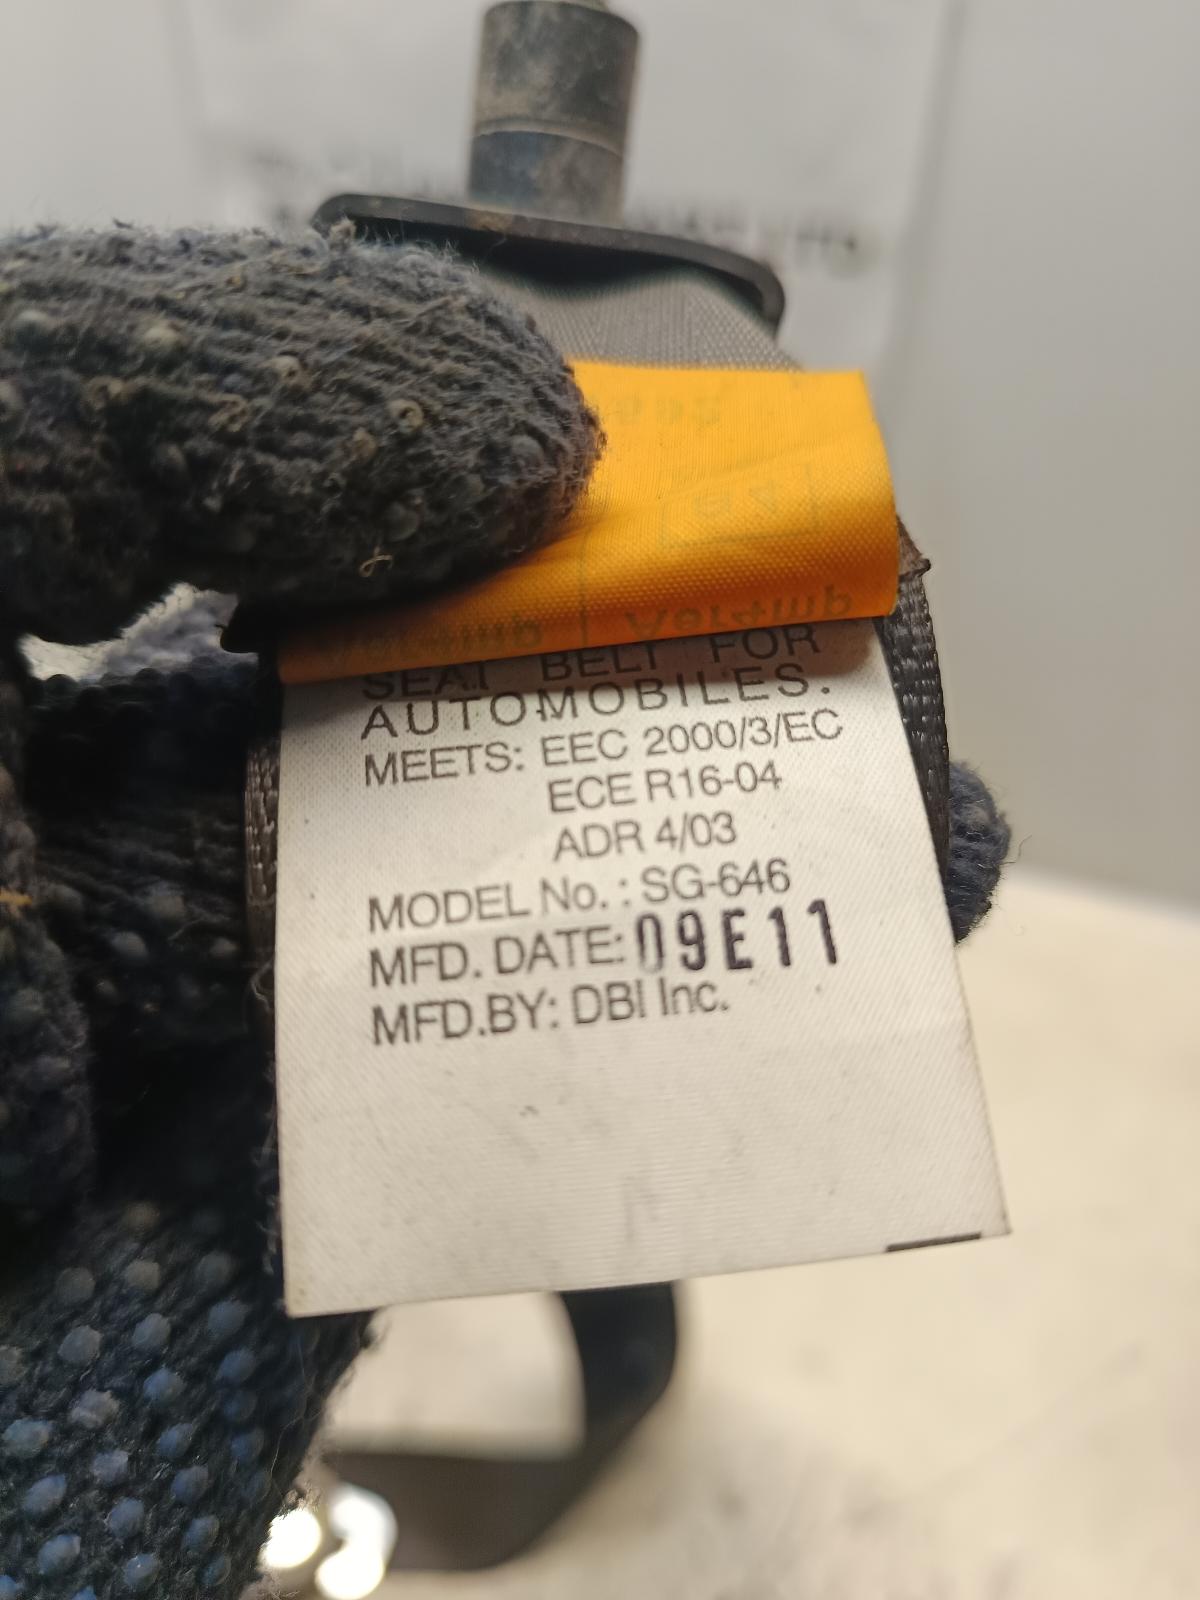 Aer4mp
SEAT BELT FOR
AUTOMOBILES.
MEETS: EEC 2000/3/EC
ECE R16-04
ADR 4/03
MODEL No. : SG-646
MFD. DATE: 09E11
MFD.BY: DBI Inc.